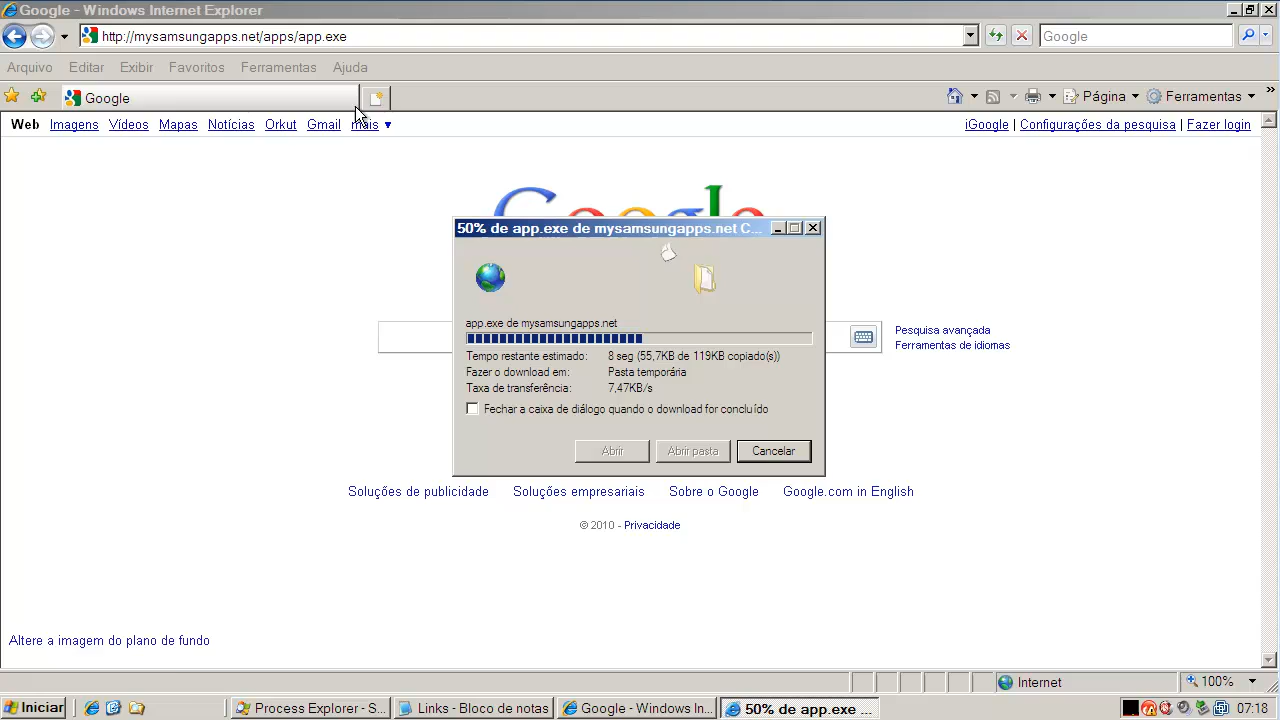 Google - Windows Internet Explorer
http://mysamsungapps.net/apps/app.exe
Google
Arquivo Editar Exibir Favoritos Ferramentas Ajuda
Google
Página Ferramentas
Web Imagens Vídeos Mapas Notícias Orkut Gmail mais ▼
iGoogle | Configurações da pesquisa | Fazer login
Google
50% de app.exe de mysamsungapps.net C...
app.exe de mysamsungapps.net
Tempo restante estimado: 8 seg (55,7KB de 119KB copiado(s))
Fazer o download em: Pasta temporária
Taxa de transferência: 7,47KB/s
Fechar a caixa de diálogo quando o download for concluído
Abrir Abrir pasta Cancelar
Pesquisa avançada
Ferramentas de idiomas
Soluções de publicidade Soluções empresariais Sobre o Google Google.com in English
© 2010 - Privacidade
Altere a imagem do plano de fundo
Internet 100%
Iniciar Process Explorer - S... Links - Bloco de notas Google - Windows In... 50% de app.exe ... 07:18